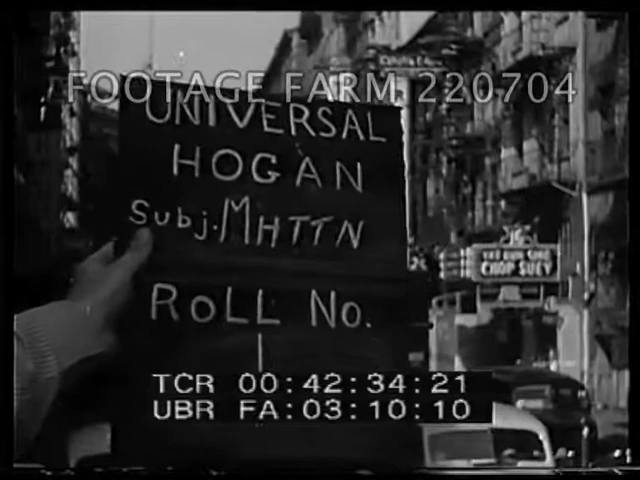 FOOTAGE FARM 220704
UNIVERSAL
HOGAN
Subj. MHTTN
ROLL No.
1
CHOP SUEY
TCR 00:42:34:21
UBR FA:03:10:10